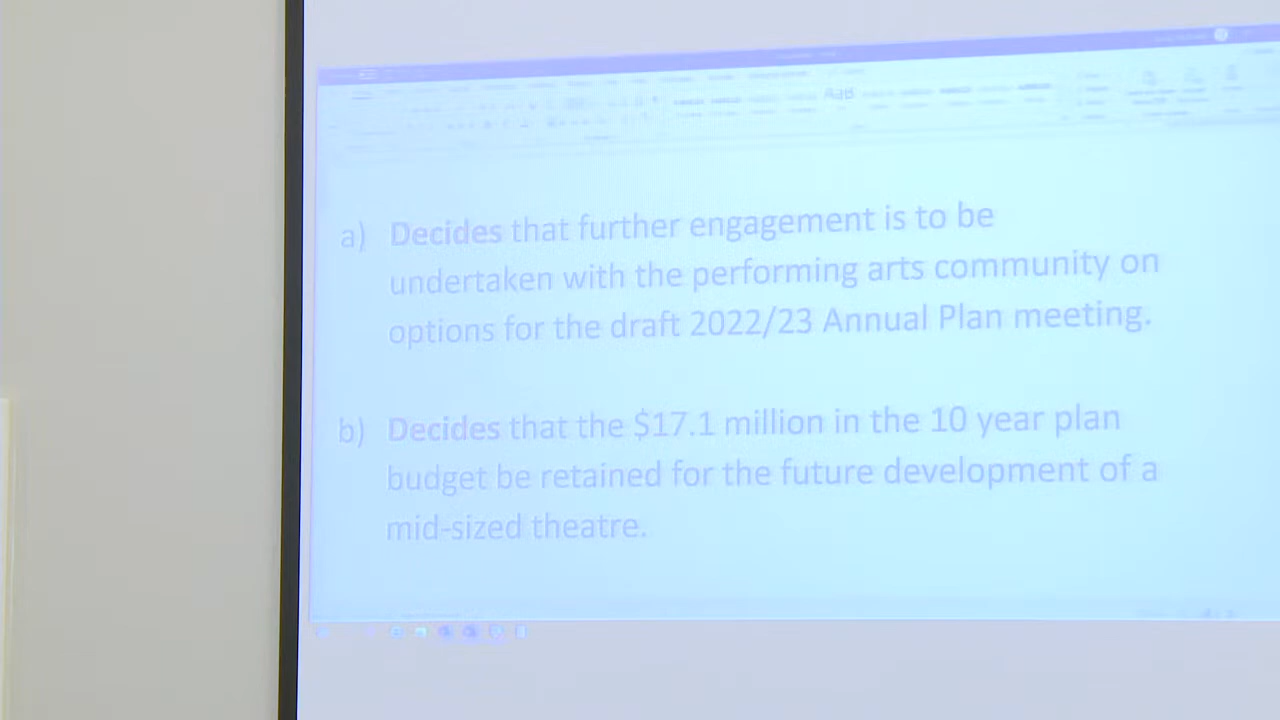 AaB
a) Decides that further engagement is to be
undertaken with the performing arts community on
options for the draft 2022/23 Annual Plan meeting.
b) Decides that the $17.1 million in the 10 year plan
budget be retained for the future development of a
mid-sized theatre.